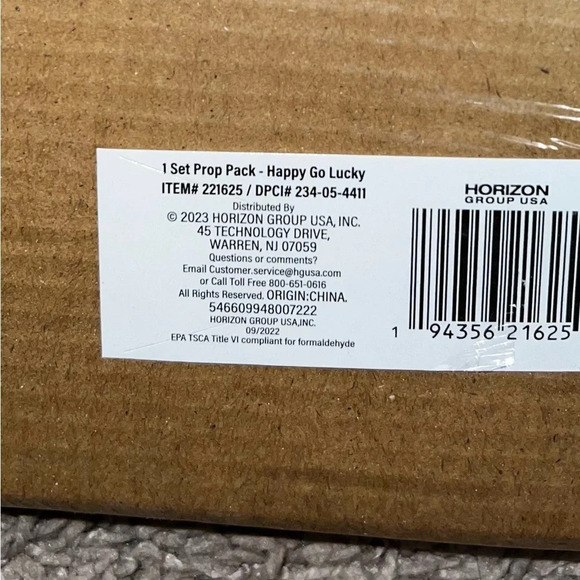 1 Set Prop Pack - Happy Go Lucky
ITEM# 221625 / DPCI# 234-05-4411
Distributed By
© 2023 HORIZON GROUP USA, INC.
45 TECHNOLOGY DRIVE,
WARREN, NJ 07059
Questions or comments?
Email Customer.service@hgusa.com
or Call Toll Free 800-651-0616
All Rights Reserved. ORIGIN:CHINA.
546609948007222
HORIZON GROUP USA,INC.
09/2022
EPA TSCA Title VI compliant for formaldehyde
HORIZON
GROUP USA
1 94356 21625